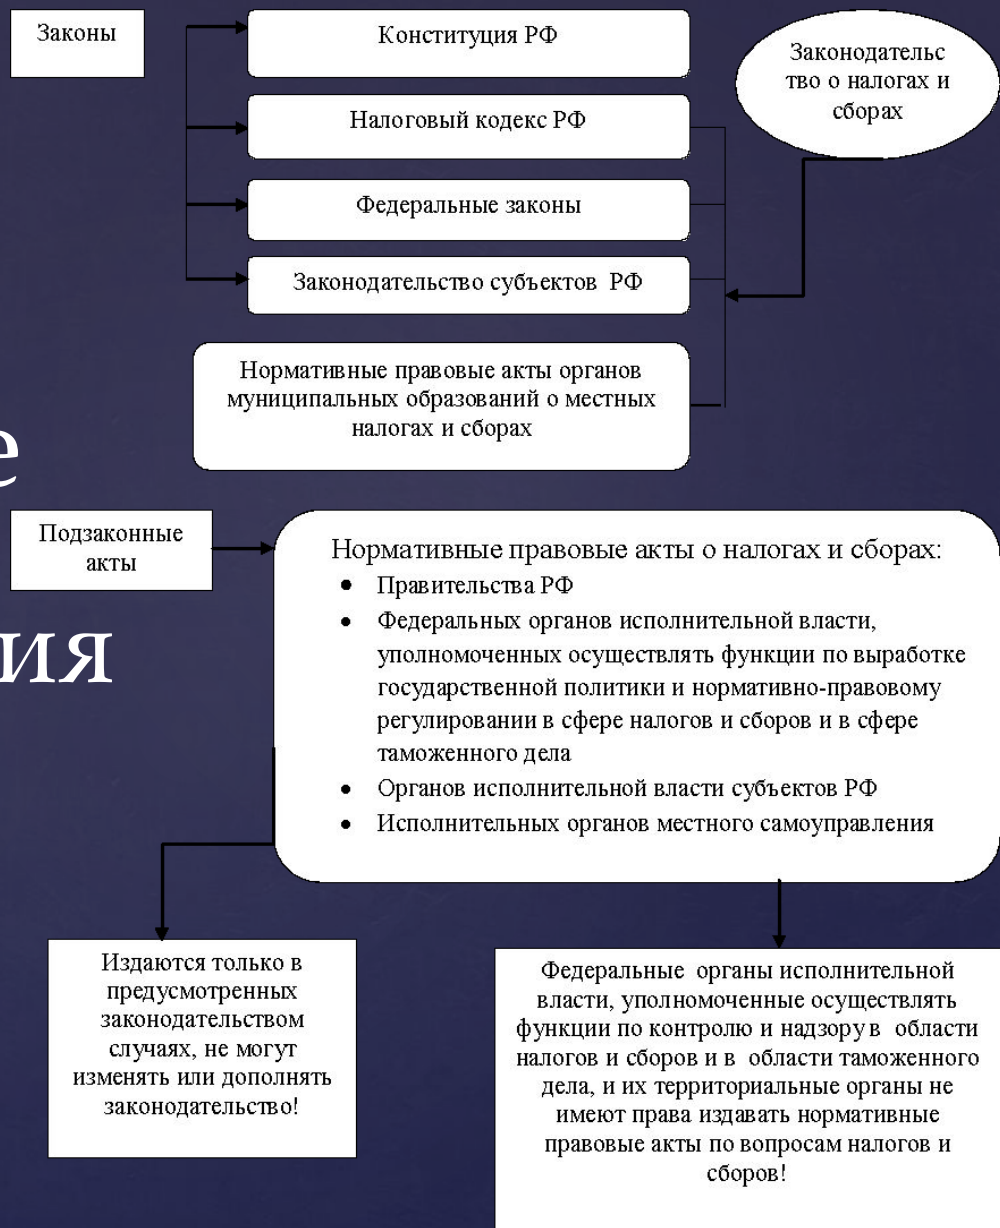 Законы
Конституция РФ
Законодательс
тво о налогах и
сборах
Налоговый кодекс РФ
Федеральные законы
Законодательство субъектов РФ
Нормативные правовые акты органов
муниципальных образований о местных
налогах и сборах
е
Подзаконные
акты
ия
Нормативные правовые акты о налогах и сборах:
• Правительства РФ
• Федеральных органов исполнительной власти,
уполномоченных осуществлять функции по выработке
государственной политики и нормативно-правовому
регулировании в сфере налогов и сборов и в сфере
таможенного дела
• Органов исполнительной власти субъектов РФ
• Исполнительных органов местного самоуправления
Издаются только в
предусмотренных
законодательством
случаях, не могут
изменять или дополнять
законодательство!
Федеральные органы исполнительной
власти, уполномоченные осуществлять
функции по контролю и надзору в области
налогов и сборов и в области таможенного
дела, и их территориальные органы не
имеют права издавать нормативные
правовые акты по вопросам налогов и
сборов!